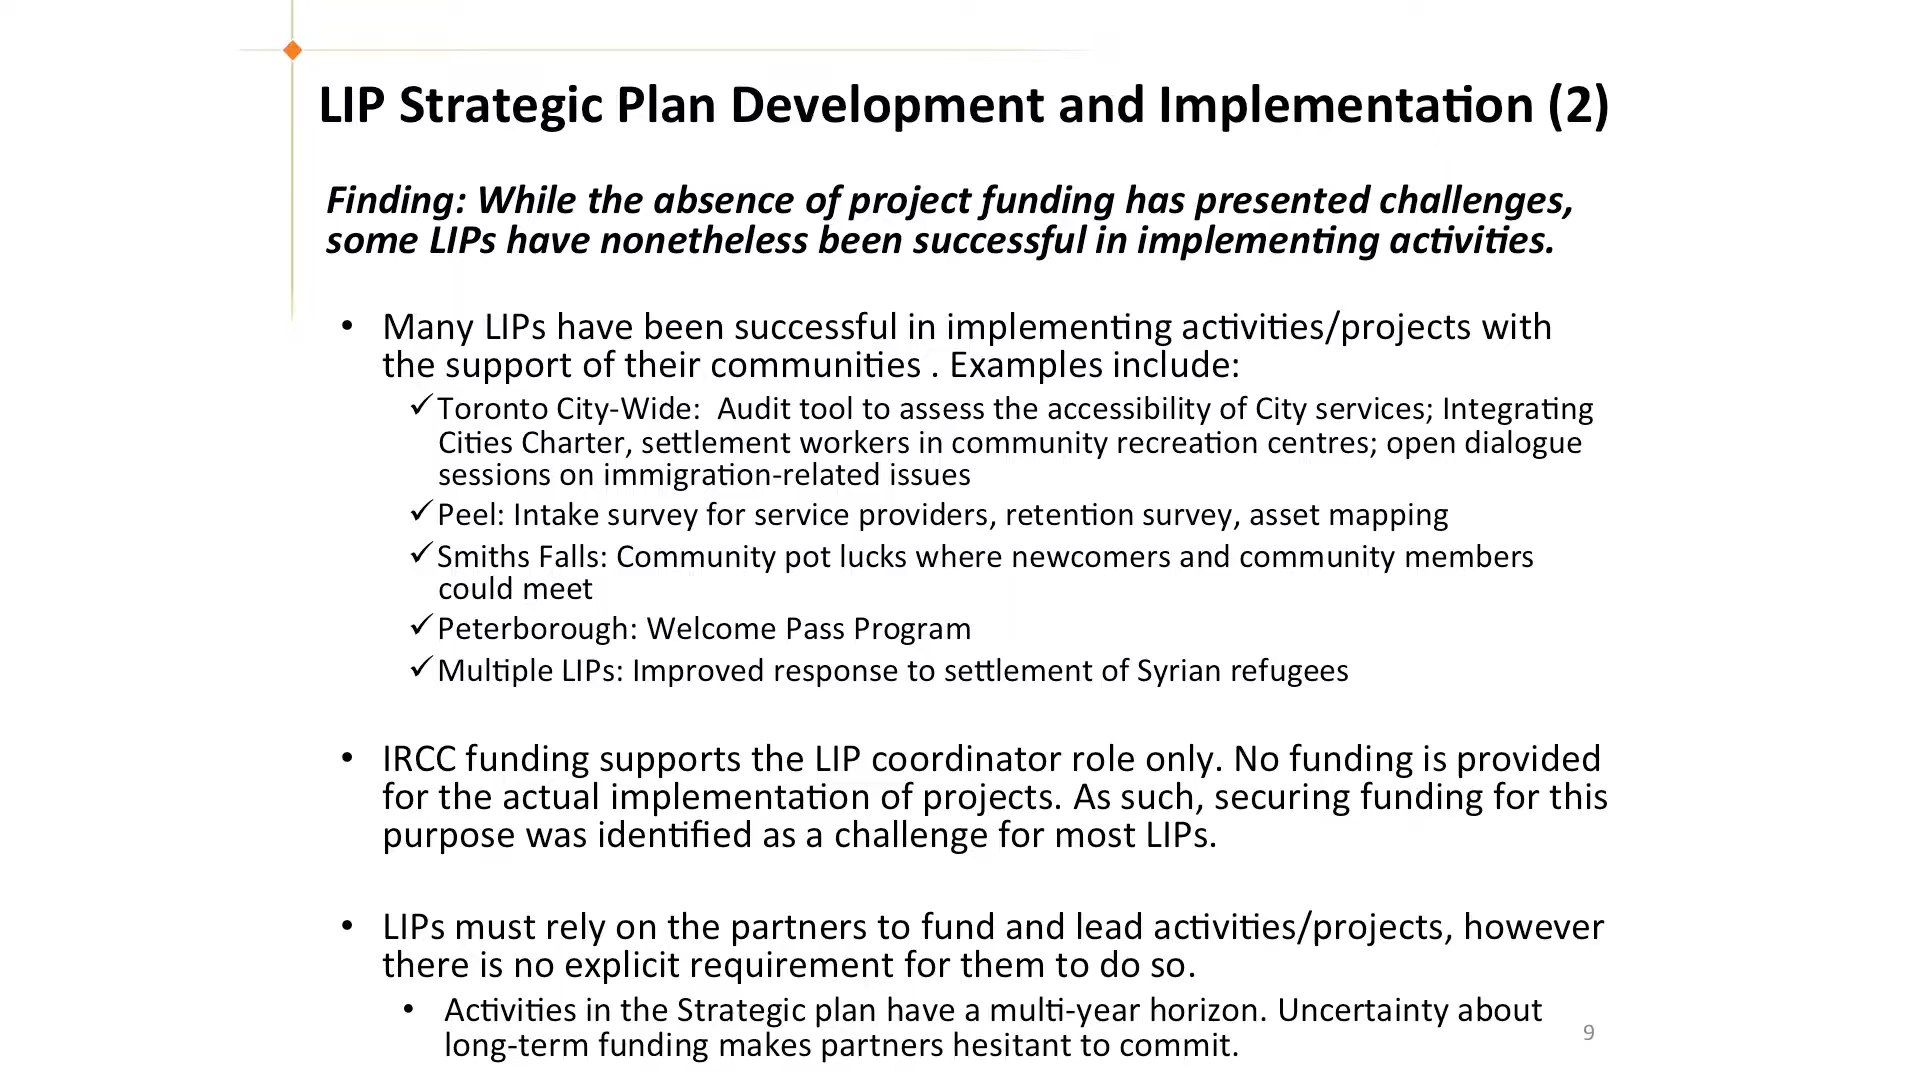 LIP Strategic Plan Development and Implementation (2)
Finding: While the absence of project funding has presented challenges,
some LIPs have nonetheless been successful in implementing activities.
• Many LIPs have been successful in implementing activities/projects with
the support of their communities . Examples include:
✓Toronto City-Wide:  Audit tool to assess the accessibility of City services; Integrating
Cities Charter, settlement workers in community recreation centres; open dialogue
sessions on immigration-related issues
✓Peel: Intake survey for service providers, retention survey, asset mapping
✓Smiths Falls: Community pot lucks where newcomers and community members
could meet
✓Peterborough: Welcome Pass Program
✓Multiple LIPs: Improved response to settlement of Syrian refugees
• IRCC funding supports the LIP coordinator role only. No funding is provided
for the actual implementation of projects. As such, securing funding for this
purpose was identified as a challenge for most LIPs.
• LIPs must rely on the partners to fund and lead activities/projects, however
there is no explicit requirement for them to do so.
• Activities in the Strategic plan have a multi-year horizon. Uncertainty about
long-term funding makes partners hesitant to commit.
9